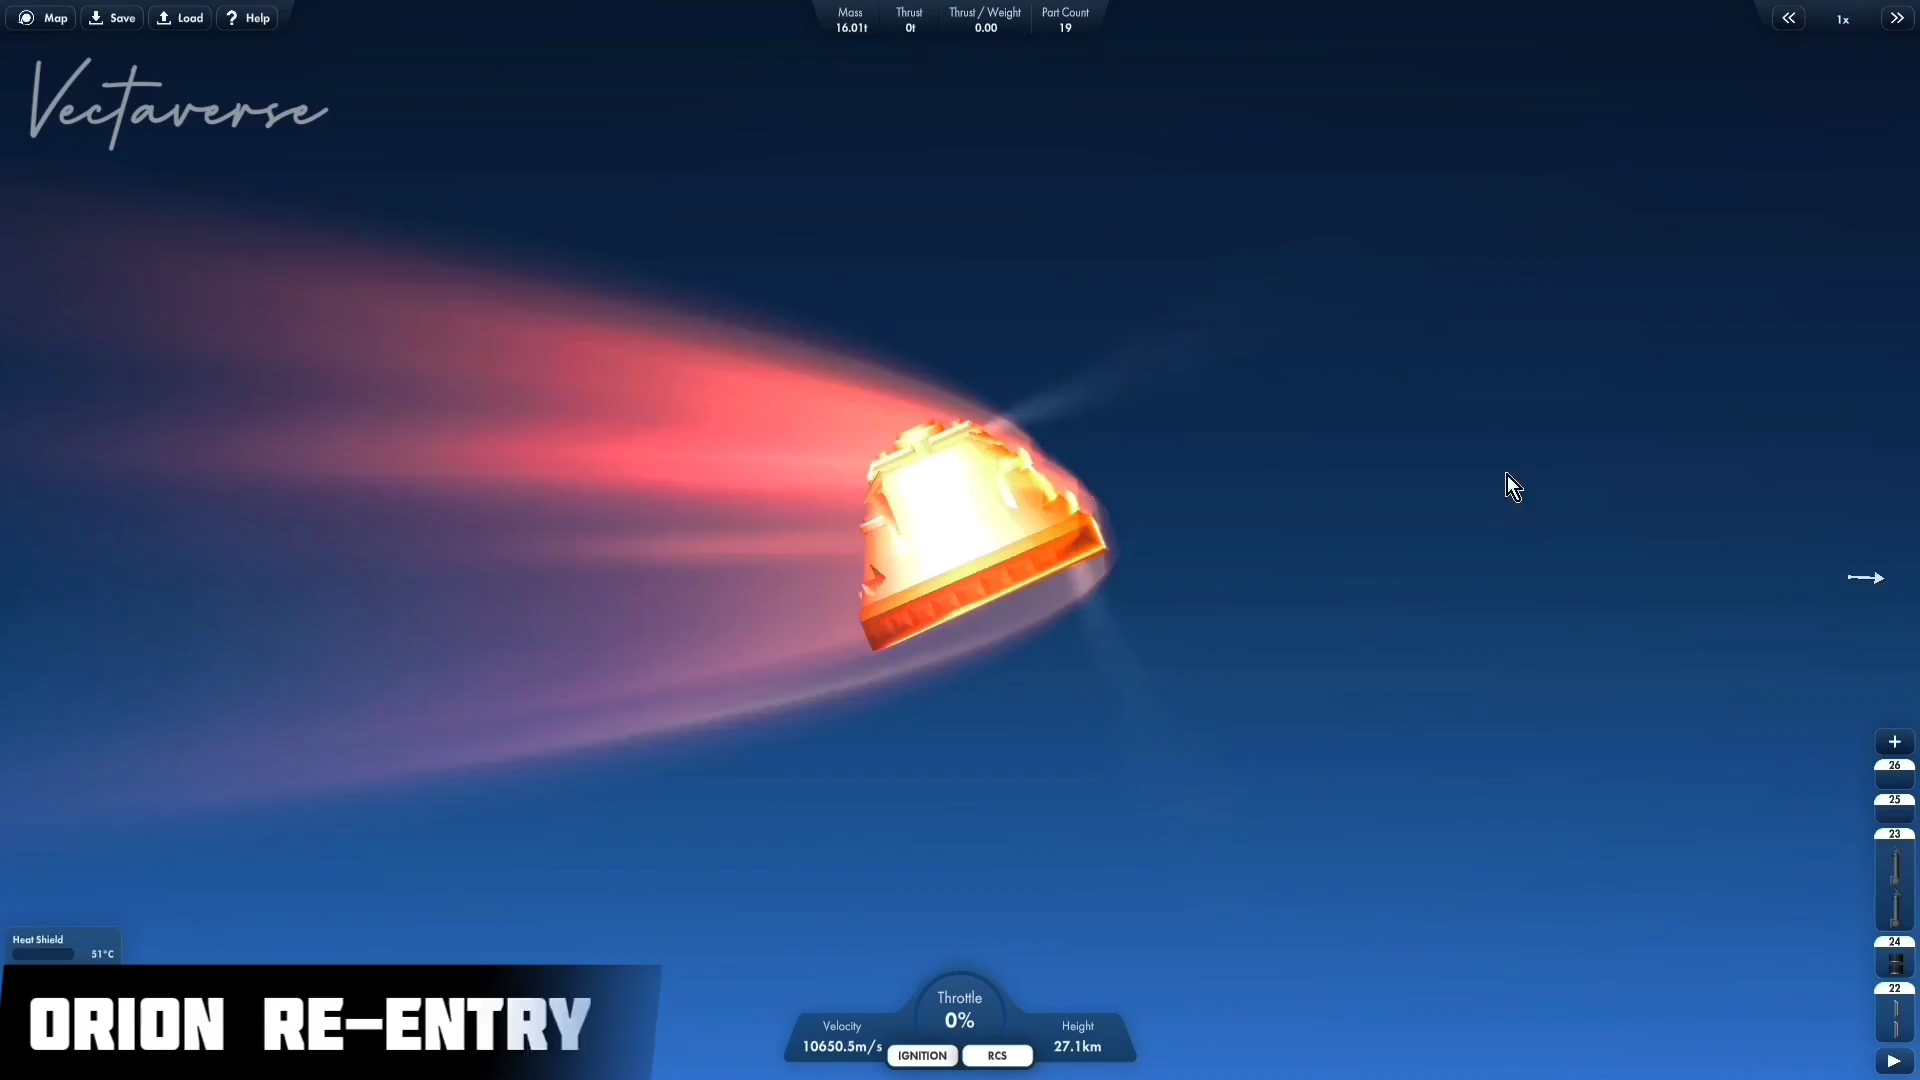 Map Save Load ? Help
Mass Thrust Thrust / Weight Part Count
16.01t 0t 0.00 19
1x
Vectaverse
26
25
23
24
22
Heat Shield
51°C
ORION RE-ENTRY
Throttle
0%
Velocity Height
10650.5m/s 27.1km
IGNITION RCS